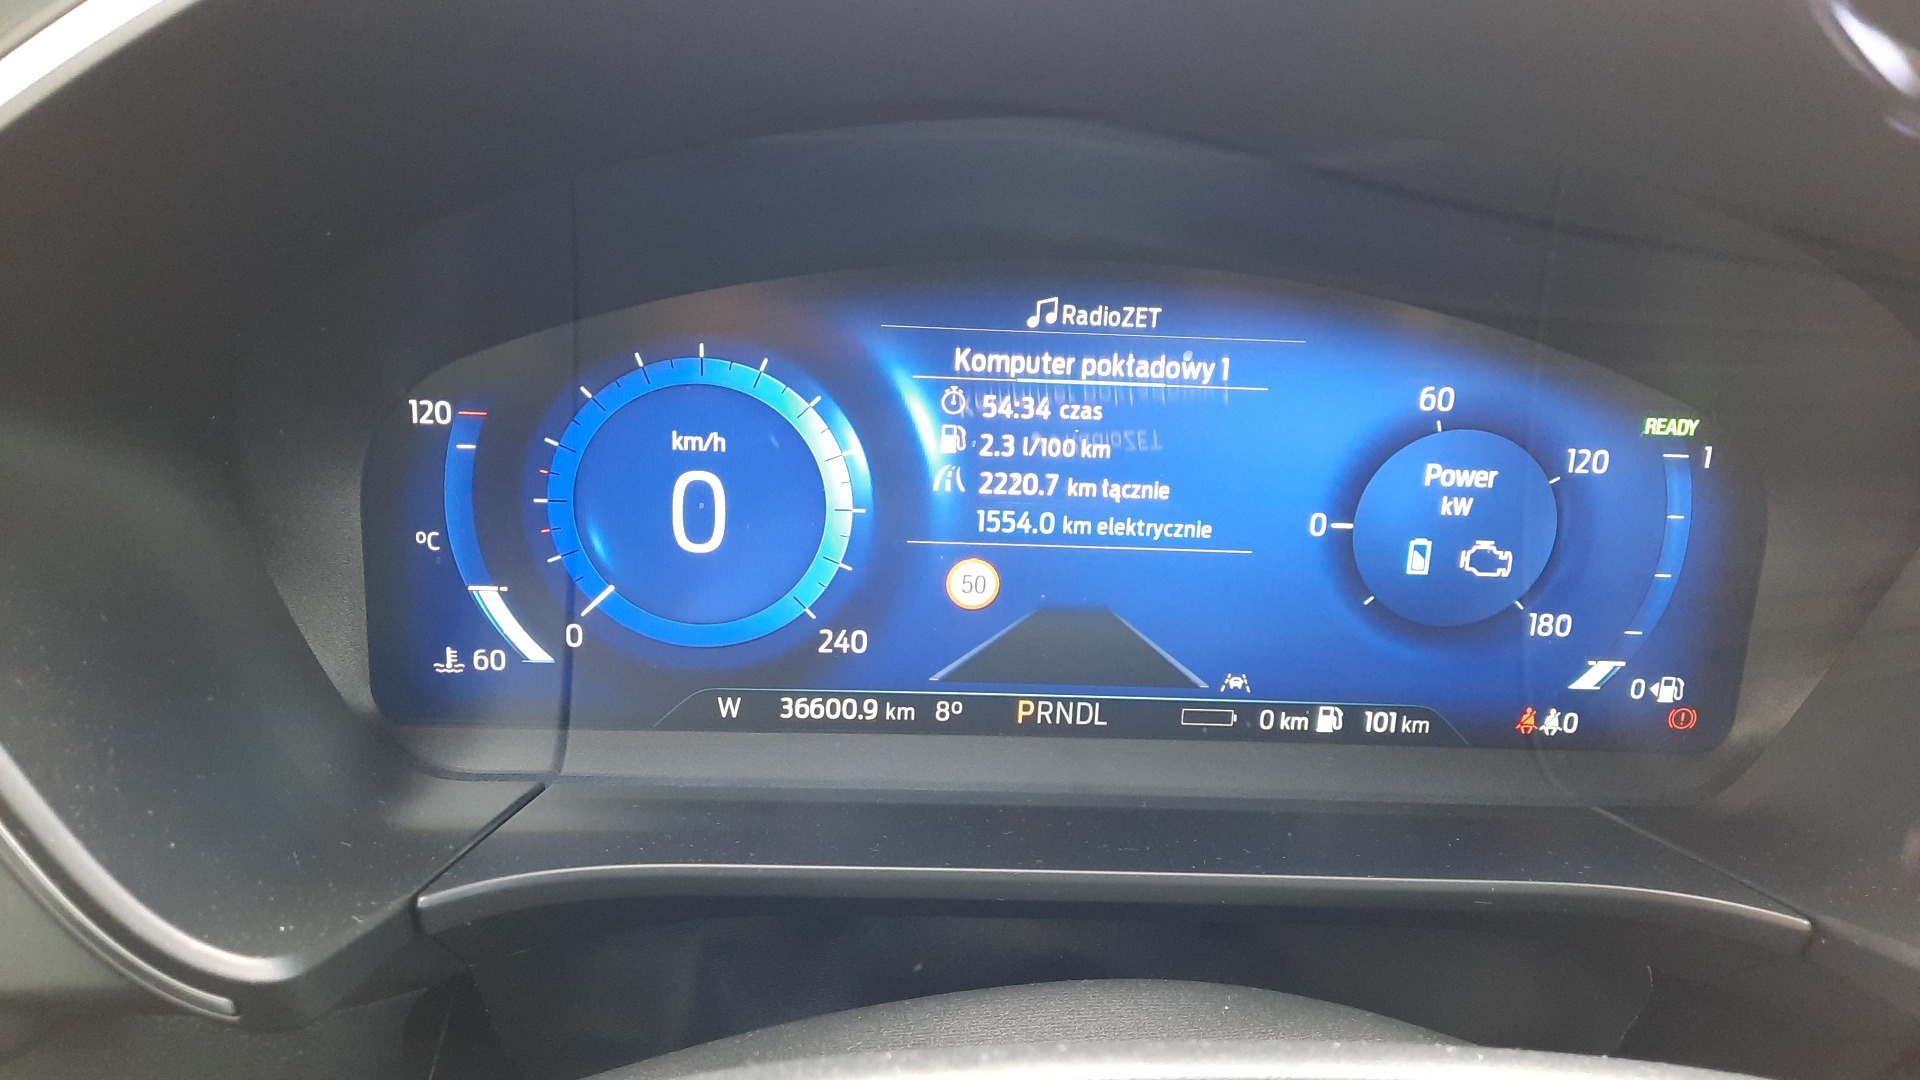 RadioZET
Komputer pokładowy 1
54:34 czas
2.3 l/100 km
2220.7 km łącznie
1554.0 km elektrycznie
120
°C
60
km/h
0
0
240
50
60
120
Power
kW
0
180
READY
1
0
W 36600.9 km 8° PRNDL 0 km 101 km
0